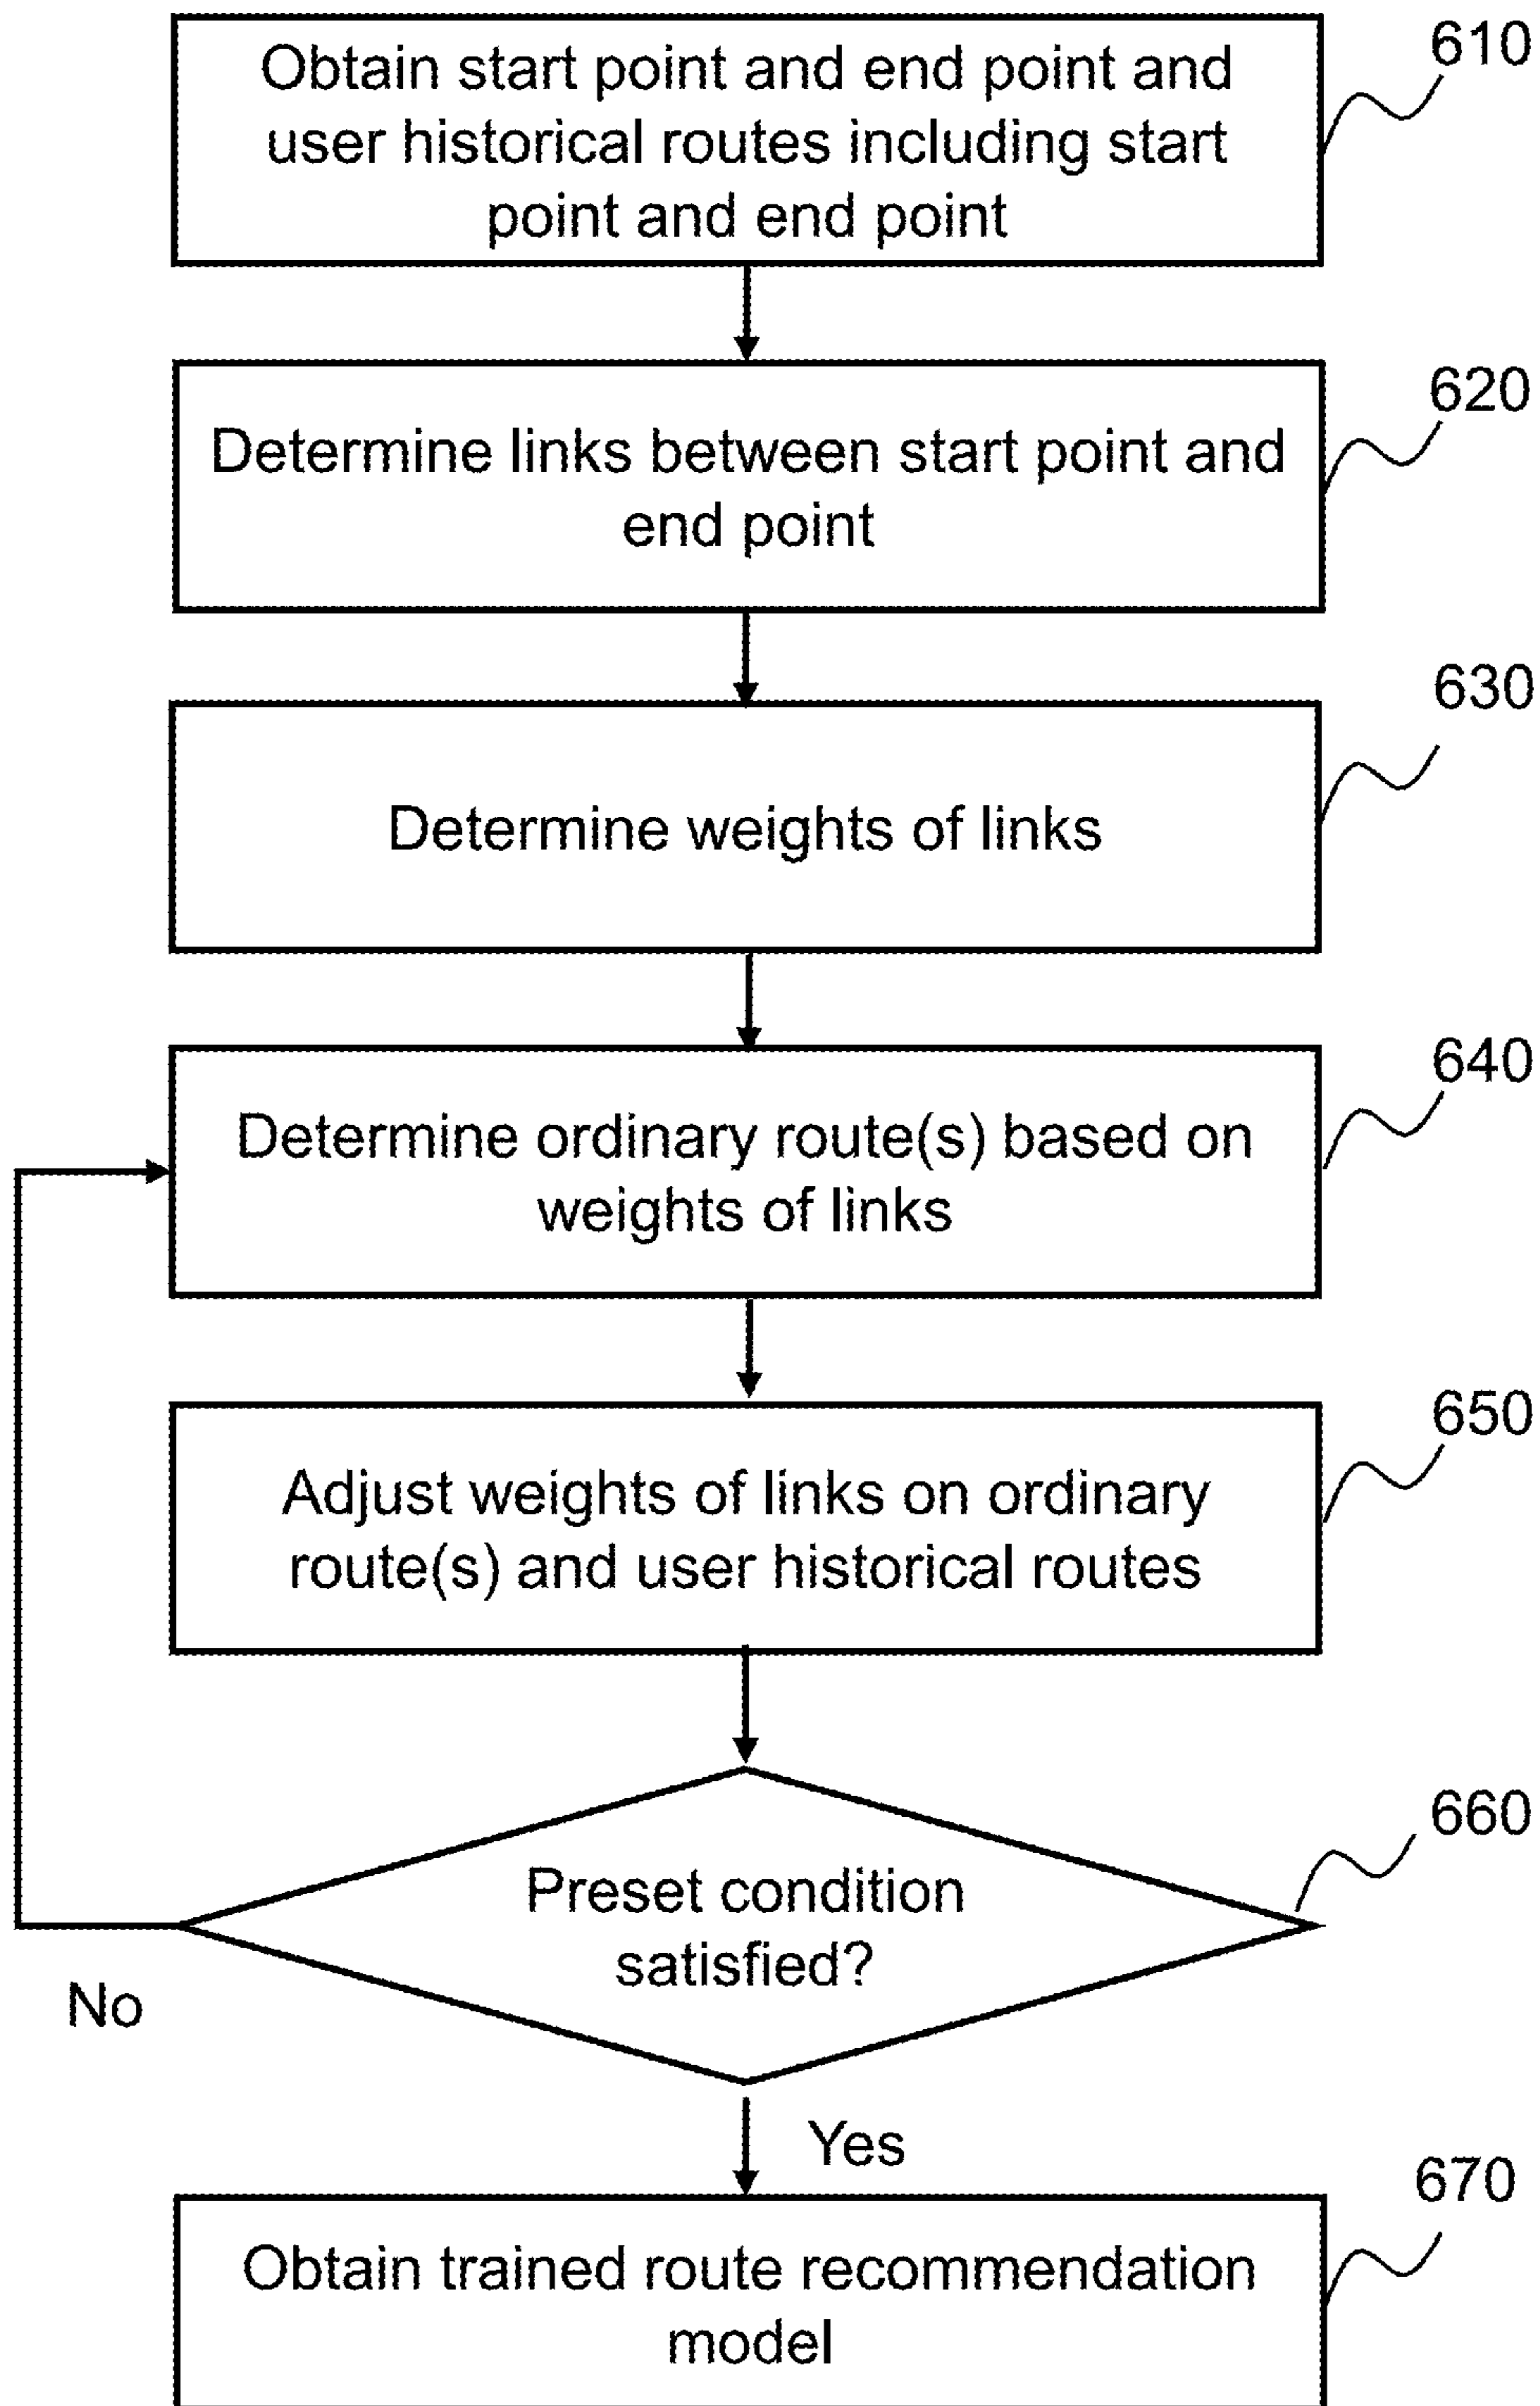 Obtain start point and end point and
user historical routes including start
point and end point
610
Determine links between start point and
end point
620
Determine weights of links
630
Determine ordinary route(s) based on
weights of links
640
Adjust weights of links on ordinary
route(s) and user historical routes
650
Preset condition
satisfied?
660
No
Yes
Obtain trained route recommendation
model
670